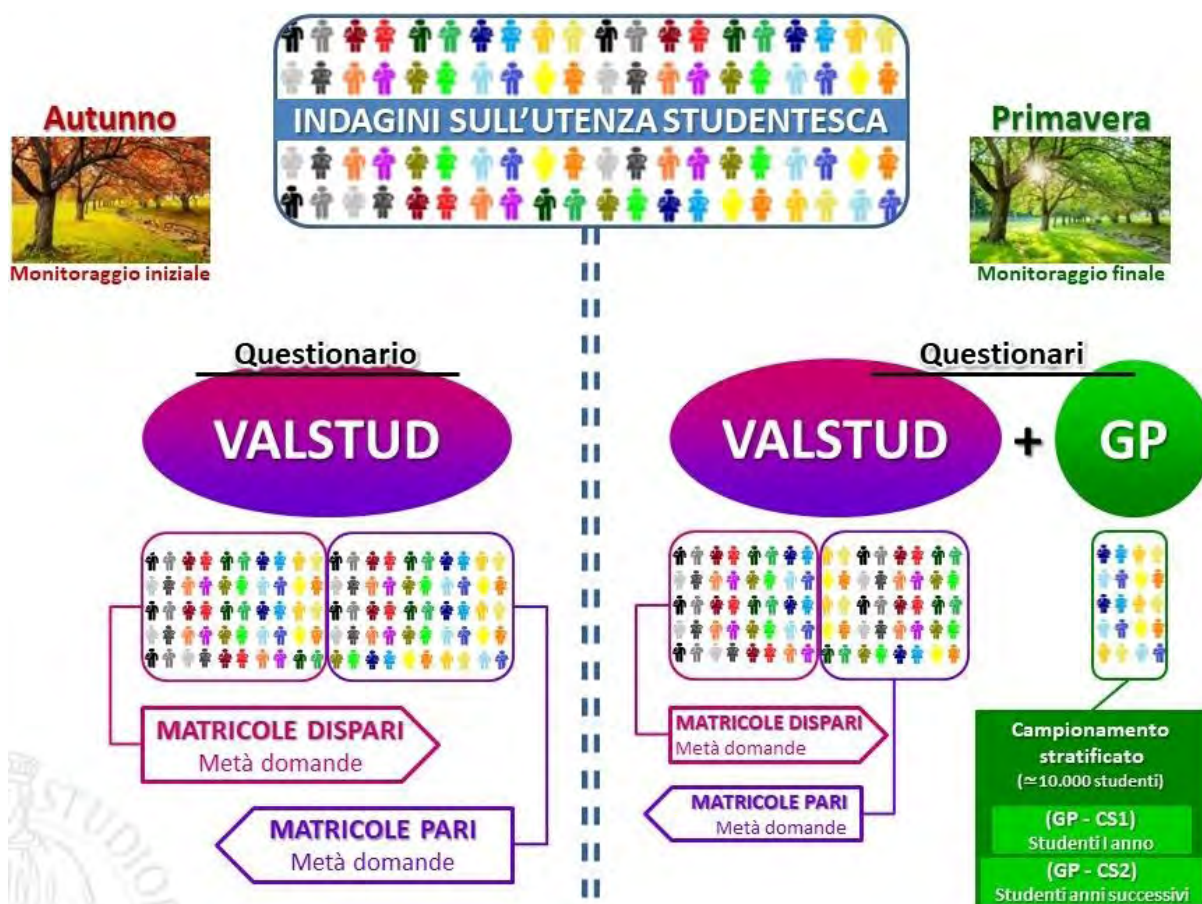 INDAGINI SULL'UTENZA STUDENTESCA
Autunno
Monitoraggio iniziale
Primavera
Monitoraggio finale
Questionario
VALSTUD
MATRICOLE DISPARI
Metà domande
MATRICOLE PARI
Metà domande
Questionari
VALSTUD
+
GP
MATRICOLE DISPARI
Metà domande
MATRICOLE PARI
Metà domande
Campionamento
stratificato
(≃10.000 studenti)
(GP - CS1)
Studenti I anno
(GP - CS2)
Studenti anni successivi
STUDIO